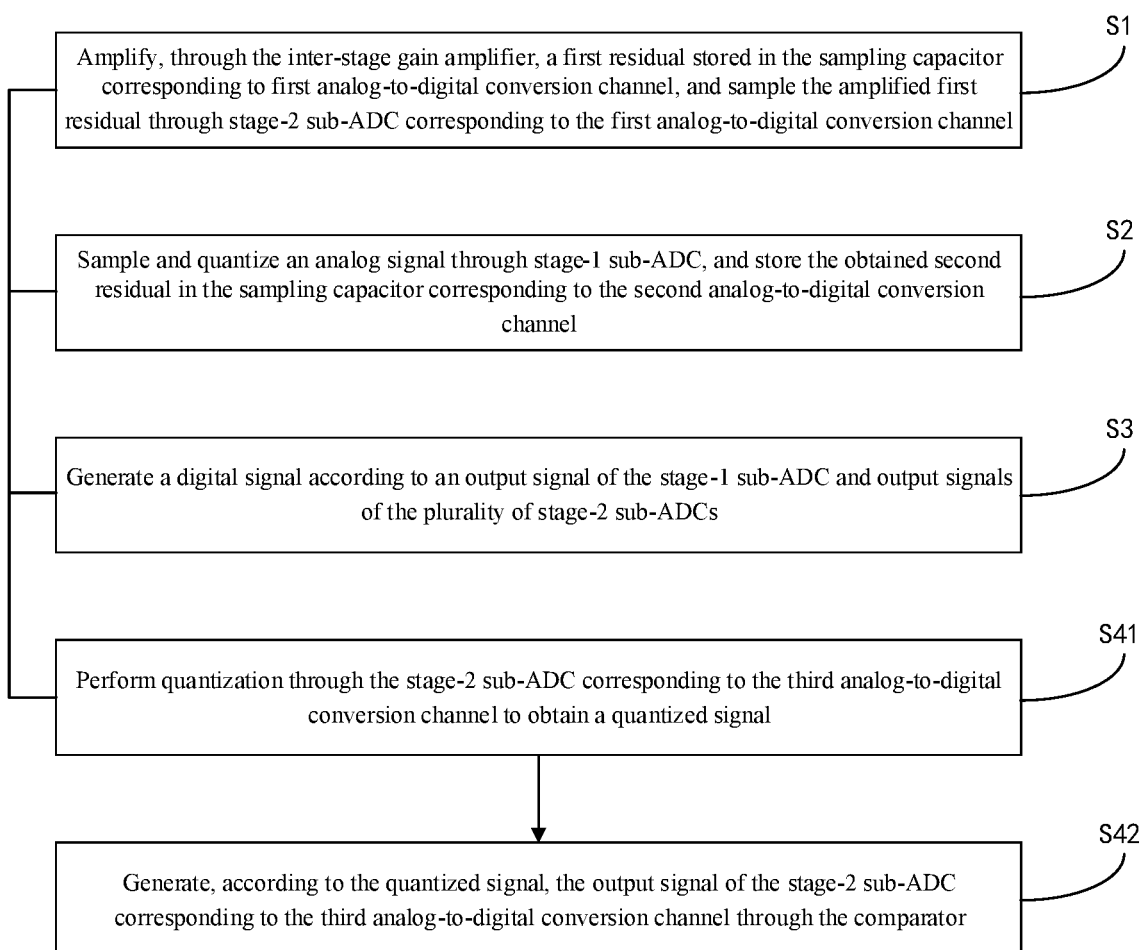 S1
Amplify, through the inter-stage gain amplifier, a first residual stored in the sampling capacitor
corresponding to first analog-to-digital conversion channel, and sample the amplified first
residual through stage-2 sub-ADC corresponding to the first analog-to-digital conversion channel
S2
Sample and quantize an analog signal through stage-1 sub-ADC, and store the obtained second
residual in the sampling capacitor corresponding to the second analog-to-digital conversion
channel
S3
Generate a digital signal according to an output signal of the stage-1 sub-ADC and output signals
of the plurality of stage-2 sub-ADCs
S41
Perform quantization through the stage-2 sub-ADC corresponding to the third analog-to-digital
conversion channel to obtain a quantized signal
S42
Generate, according to the quantized signal, the output signal of the stage-2 sub-ADC
corresponding to the third analog-to-digital conversion channel through the comparator